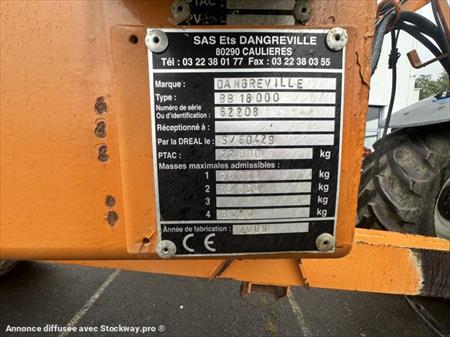 SAS Ets DANGREVILLE
80290 CAULIERES
Tél : 03 22 38 01 77 Fax : 03 22 38 03 55
Marque : DANGREVILLE
Type : BB 18000
Numéro de série
Ou d'identification : 62208
Réceptionné à :
Par la DREAL le : S/60429
PTAC : kg
Masses maximales admissibles :
1 kg
2 kg
3 kg
4 kg
Année de fabrication :
CE
Annonce diffusée avec Stockway.pro ®